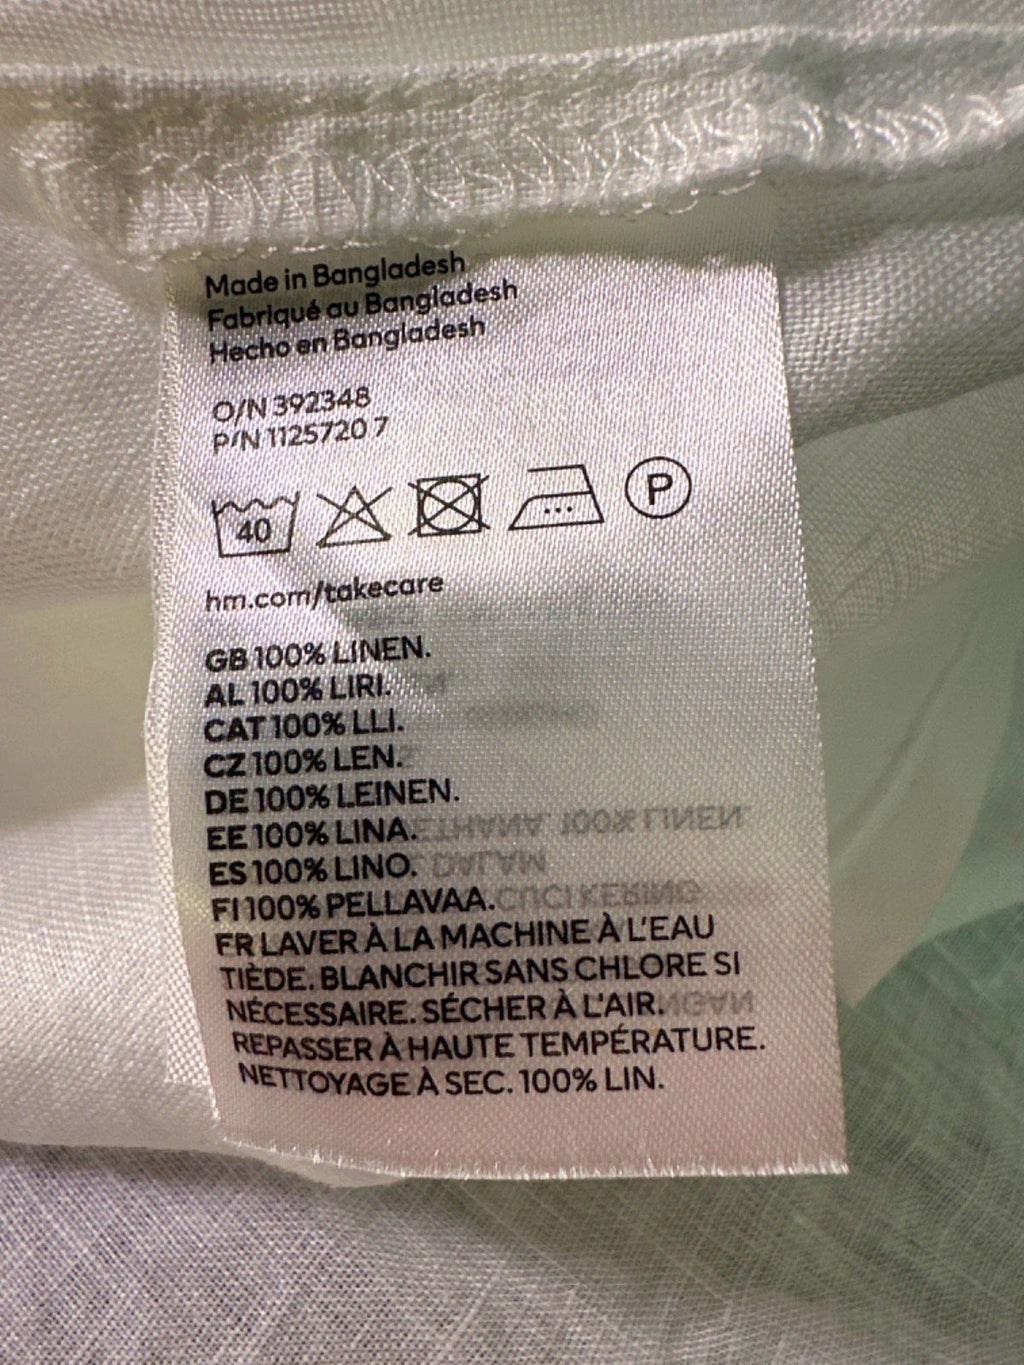 Made in Bangladesh
Fabriqué au Bangladesh
Hecho en Bangladesh
O/N 392348
P/N 1125720 7
40
P
hm.com/takecare
GB 100% LINEN.
AL 100% LIRI.
CAT 100% LLI.
CZ 100% LEN.
DE 100% LEINEN.
EE 100% LINA.
ES 100% LINO.
FI 100% PELLAVAA.
FR LAVER À LA MACHINE À L'EAU
TIÈDE. BLANCHIR SANS CHLORE SI
NÉCESSAIRE. SÉCHER À L'AIR.
REPASSER À HAUTE TEMPÉRATURE.
NETTOYAGE À SEC. 100% LIN.